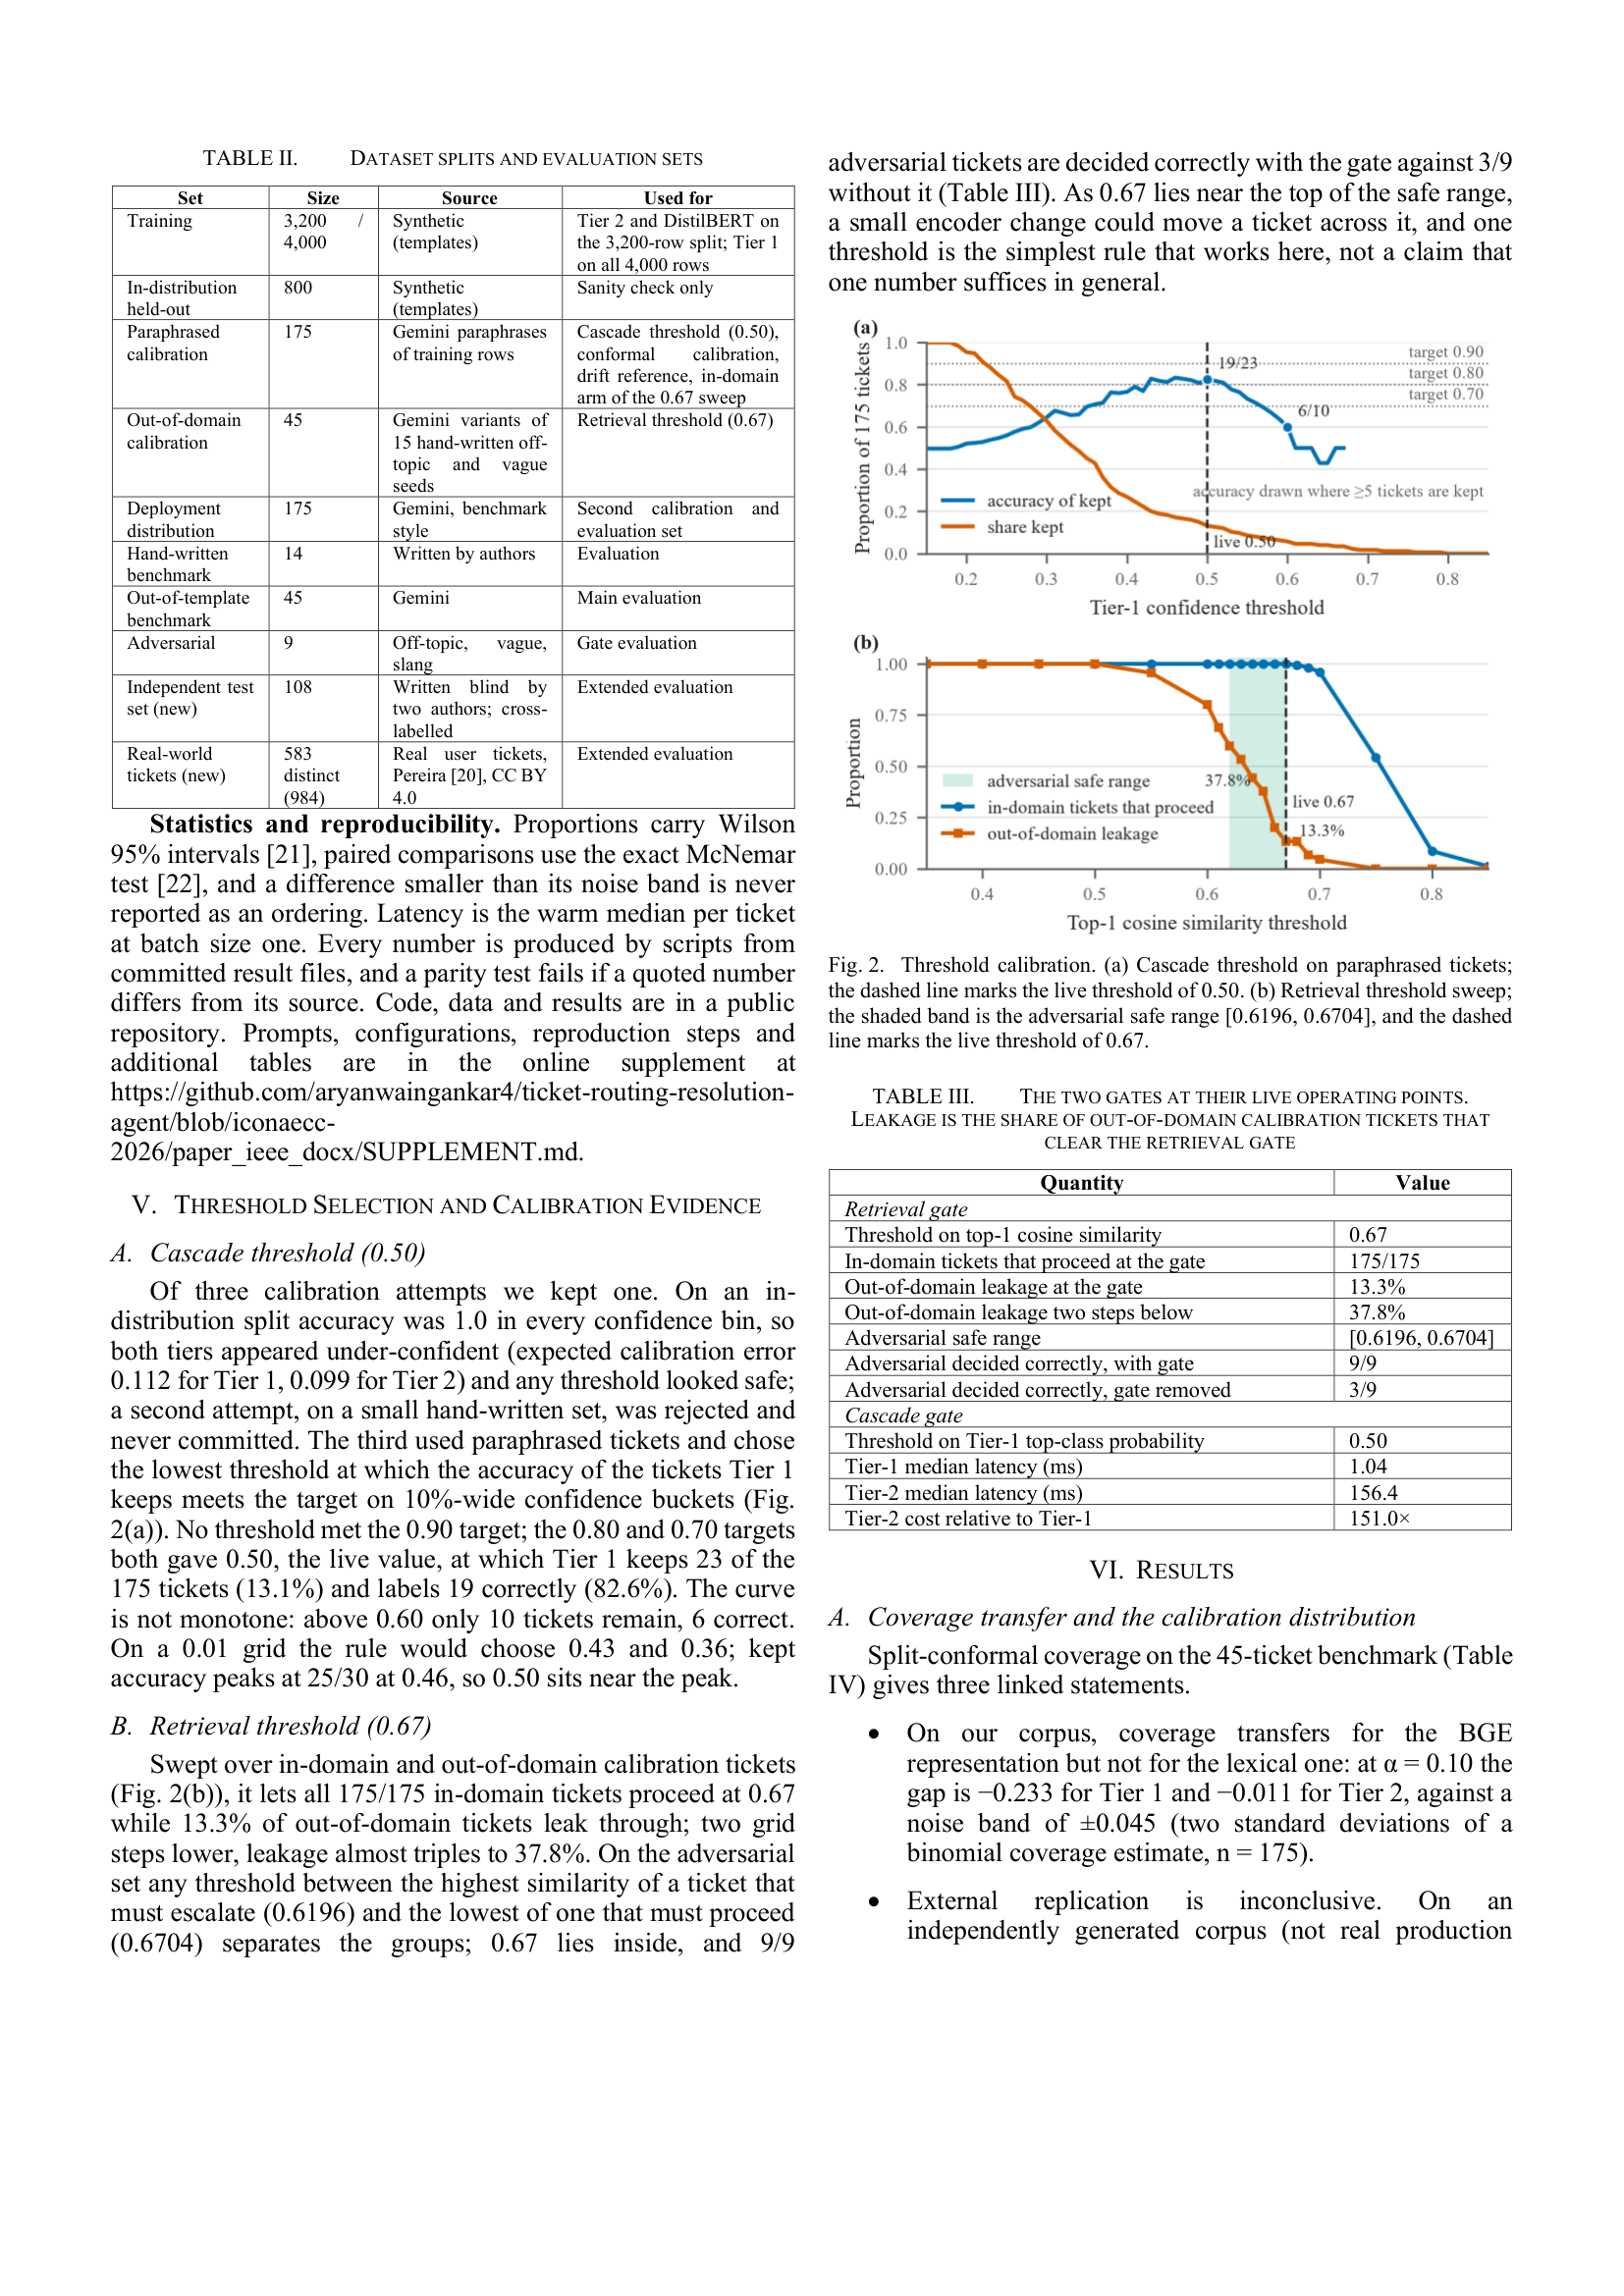 TABLE II. DATASET SPLITS AND EVALUATION SETS
Set Size Source Used for
Training 3,200 / 4,000 Synthetic (templates) Tier 2 and DistilBERT on the 3,200-row split; Tier 1 on all 4,000 rows
In-distribution held-out 800 Synthetic (templates) Sanity check only
Paraphrased calibration 175 Gemini paraphrases of training rows Cascade threshold (0.50), conformal calibration, drift reference, in-domain arm of the 0.67 sweep
Out-of-domain calibration 45 Gemini variants of 15 hand-written off-topic and vague seeds Retrieval threshold (0.67)
Deployment distribution 175 Gemini, benchmark style Second calibration and evaluation set
Hand-written benchmark 14 Written by authors Evaluation
Out-of-template benchmark 45 Gemini Main evaluation
Adversarial 9 Off-topic, vague, slang Gate evaluation
Independent test set (new) 108 Written blind by two authors; cross-labelled Extended evaluation
Real-world tickets (new) 583 distinct (984) Real user tickets, Pereira [20], CC BY 4.0 Extended evaluation
Statistics and reproducibility. Proportions carry Wilson
95% intervals [21], paired comparisons use the exact McNemar
test [22], and a difference smaller than its noise band is never
reported as an ordering. Latency is the warm median per ticket
at batch size one. Every number is produced by scripts from
committed result files, and a parity test fails if a quoted number
differs from its source. Code, data and results are in a public
repository. Prompts, configurations, reproduction steps and
additional tables are in the online supplement at
https://github.com/aryanwaingankar4/ticket-routing-resolution-
agent/blob/iconaecc-
2026/paper_ieee_docx/SUPPLEMENT.md.
V. THRESHOLD SELECTION AND CALIBRATION EVIDENCE
A. Cascade threshold (0.50)
Of three calibration attempts we kept one. On an in-
distribution split accuracy was 1.0 in every confidence bin, so
both tiers appeared under-confident (expected calibration error
0.112 for Tier 1, 0.099 for Tier 2) and any threshold looked safe;
a second attempt, on a small hand-written set, was rejected and
never committed. The third used paraphrased tickets and chose
the lowest threshold at which the accuracy of the tickets Tier 1
keeps meets the target on 10%-wide confidence buckets (Fig.
2(a)). No threshold met the 0.90 target; the 0.80 and 0.70 targets
both gave 0.50, the live value, at which Tier 1 keeps 23 of the
175 tickets (13.1%) and labels 19 correctly (82.6%). The curve
is not monotone: above 0.60 only 10 tickets remain, 6 correct.
On a 0.01 grid the rule would choose 0.43 and 0.36; kept
accuracy peaks at 25/30 at 0.46, so 0.50 sits near the peak.
B. Retrieval threshold (0.67)
Swept over in-domain and out-of-domain calibration tickets
(Fig. 2(b)), it lets all 175/175 in-domain tickets proceed at 0.67
while 13.3% of out-of-domain tickets leak through; two grid
steps lower, leakage almost triples to 37.8%. On the adversarial
set any threshold between the highest similarity of a ticket that
must escalate (0.6196) and the lowest of one that must proceed
(0.6704) separates the groups; 0.67 lies inside, and 9/9
adversarial tickets are decided correctly with the gate against 3/9
without it (Table III). As 0.67 lies near the top of the safe range,
a small encoder change could move a ticket across it, and one
threshold is the simplest rule that works here, not a claim that
one number suffices in general.
(a)
Proportion of 175 tickets
1.0
0.8
0.6
0.4
0.2
0.0
target 0.90
target 0.80
target 0.70
19/23
6/10
accuracy drawn where ≥5 tickets are kept
accuracy of kept
share kept
live 0.50
0.2 0.3 0.4 0.5 0.6 0.7 0.8
Tier-1 confidence threshold
(b)
Proportion
1.00
0.75
0.50
0.25
0.00
adversarial safe range
in-domain tickets that proceed
out-of-domain leakage
37.8%
live 0.67
13.3%
0.4 0.5 0.6 0.7 0.8
Top-1 cosine similarity threshold
Fig. 2. Threshold calibration. (a) Cascade threshold on paraphrased tickets;
the dashed line marks the live threshold of 0.50. (b) Retrieval threshold sweep;
the shaded band is the adversarial safe range [0.6196, 0.6704], and the dashed
line marks the live threshold of 0.67.
TABLE III. THE TWO GATES AT THEIR LIVE OPERATING POINTS.
LEAKAGE IS THE SHARE OF OUT-OF-DOMAIN CALIBRATION TICKETS THAT
CLEAR THE RETRIEVAL GATE
Quantity Value
Retrieval gate
Threshold on top-1 cosine similarity 0.67
In-domain tickets that proceed at the gate 175/175
Out-of-domain leakage at the gate 13.3%
Out-of-domain leakage two steps below 37.8%
Adversarial safe range [0.6196, 0.6704]
Adversarial decided correctly, with gate 9/9
Adversarial decided correctly, gate removed 3/9
Cascade gate
Threshold on Tier-1 top-class probability 0.50
Tier-1 median latency (ms) 1.04
Tier-2 median latency (ms) 156.4
Tier-2 cost relative to Tier-1 151.0×
VI. RESULTS
A. Coverage transfer and the calibration distribution
Split-conformal coverage on the 45-ticket benchmark (Table
IV) gives three linked statements.
• On our corpus, coverage transfers for the BGE
representation but not for the lexical one: at α = 0.10 the
gap is −0.233 for Tier 1 and −0.011 for Tier 2, against a
noise band of ±0.045 (two standard deviations of a
binomial coverage estimate, n = 175).
• External replication is inconclusive. On an
independently generated corpus (not real production